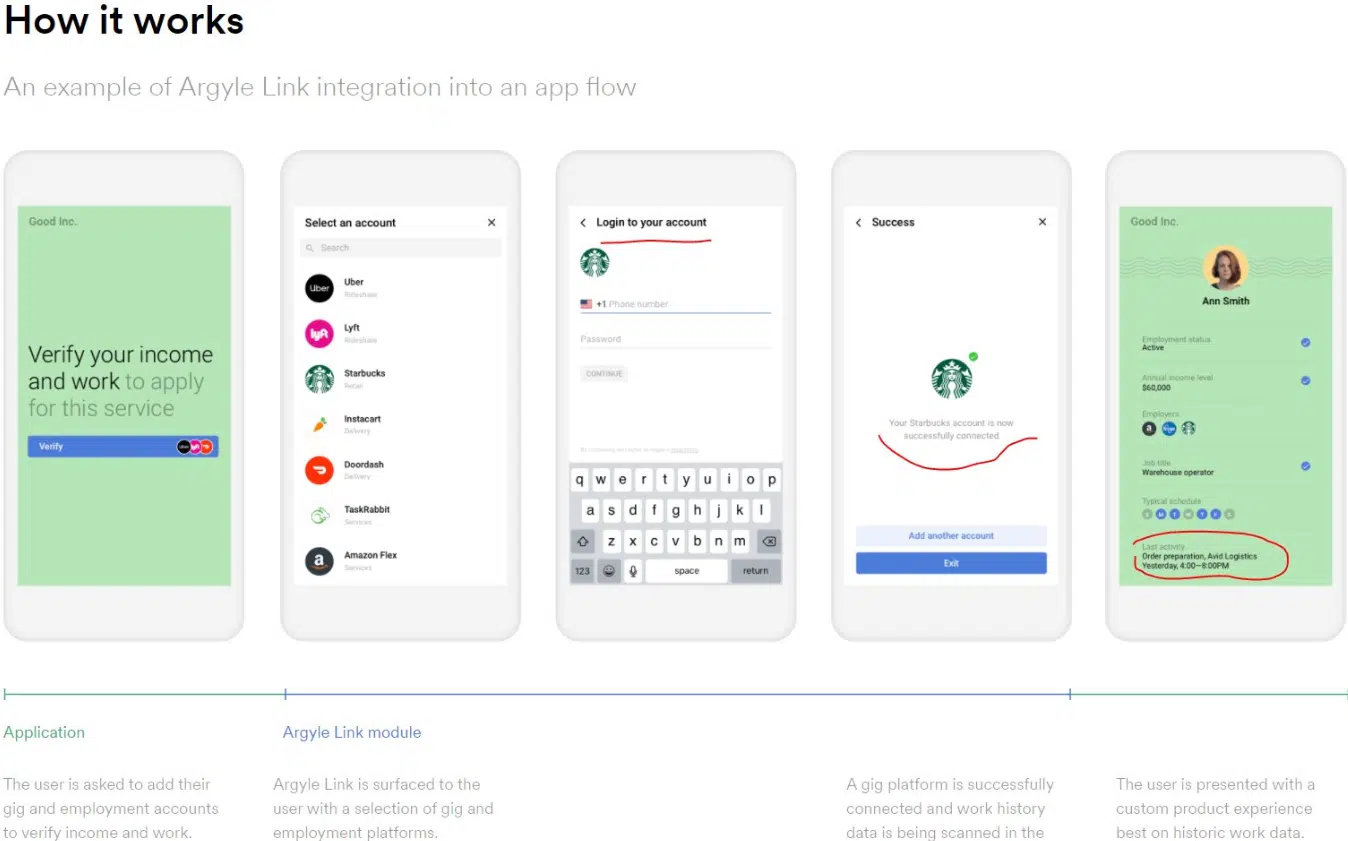 How it works
An example of Argyle Link integration into an app flow
Good Inc.
Verify your income
and work to apply
for this service
Verify
Select an account
Search
Uber
Uber
Rideshare
lyft
Lyft
Rideshare
Starbucks
Retail
Instacart
Delivery
Doordash
Delivery
TaskRabbit
Services
a
Amazon Flex
Services
Login to your account
+1 Phone number
Password
CONTINUE
q w e r t y u i o p
a s d f g h j k l
z x c v b n m
123 space return
Success
Your Starbucks account is now
successfully connected
Add another account
Exit
Good Inc.
Ann Smith
Employment status
Active
Annual income level
$60,000
Employers
a
Job title
Warehouse operator
Typical schedule
Last activity
Order preparation, Avid Logistics
Yesterday, 4:00—8:00PM
Application
The user is asked to add their
gig and employment accounts
to verify income and work.
Argyle Link module
Argyle Link is surfaced to the
user with a selection of gig and
employment platforms.
A gig platform is successfully
connected and work history
data is being scanned in the
The user is presented with a
custom product experience
best on historic work data.